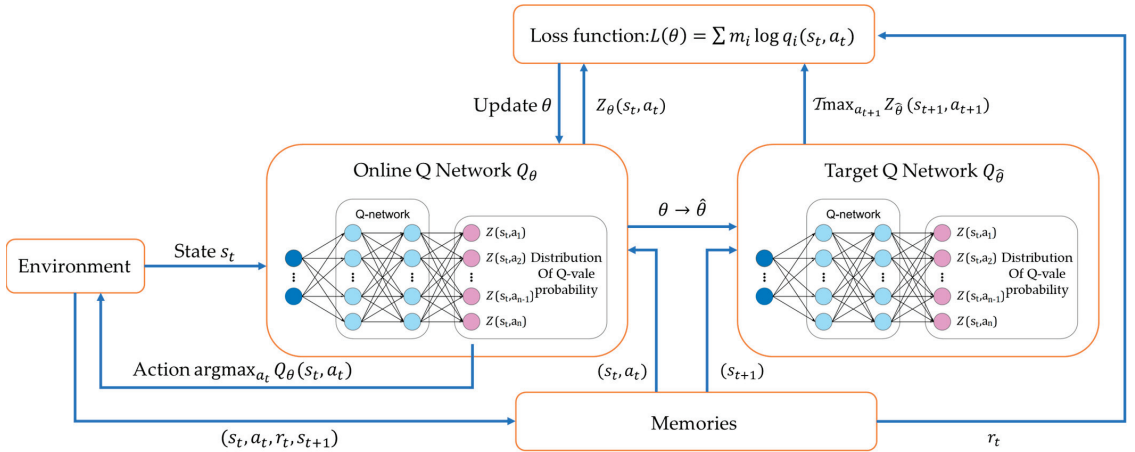 Loss function:L(θ) = ∑ mᵢ log qᵢ(sₜ, aₜ)
Update θ
Z_θ(sₜ, aₜ)
𝒯max_{aₜ₊₁} Z_θ̂(sₜ₊₁, aₜ₊₁)
Online Q Network Q_θ
Target Q Network Q_θ̂
Q-network
Z(sₜ,a₁)
Z(sₜ,a₂)
Z(sₜ,aₙ₋₁)
Z(sₜ,aₙ)
Distribution
Of Q-vale
probability
θ → θ̂
Q-network
Z(sₜ,a₁)
Z(sₜ,a₂)
Z(sₜ,aₙ₋₁)
Z(sₜ,aₙ)
Distribution
Of Q-vale
probability
Environment
State sₜ
Action argmax_{aₜ} Q_θ(sₜ, aₜ)
(sₜ, aₜ)
(sₜ₊₁)
(sₜ, aₜ, rₜ, sₜ₊₁)
Memories
rₜ